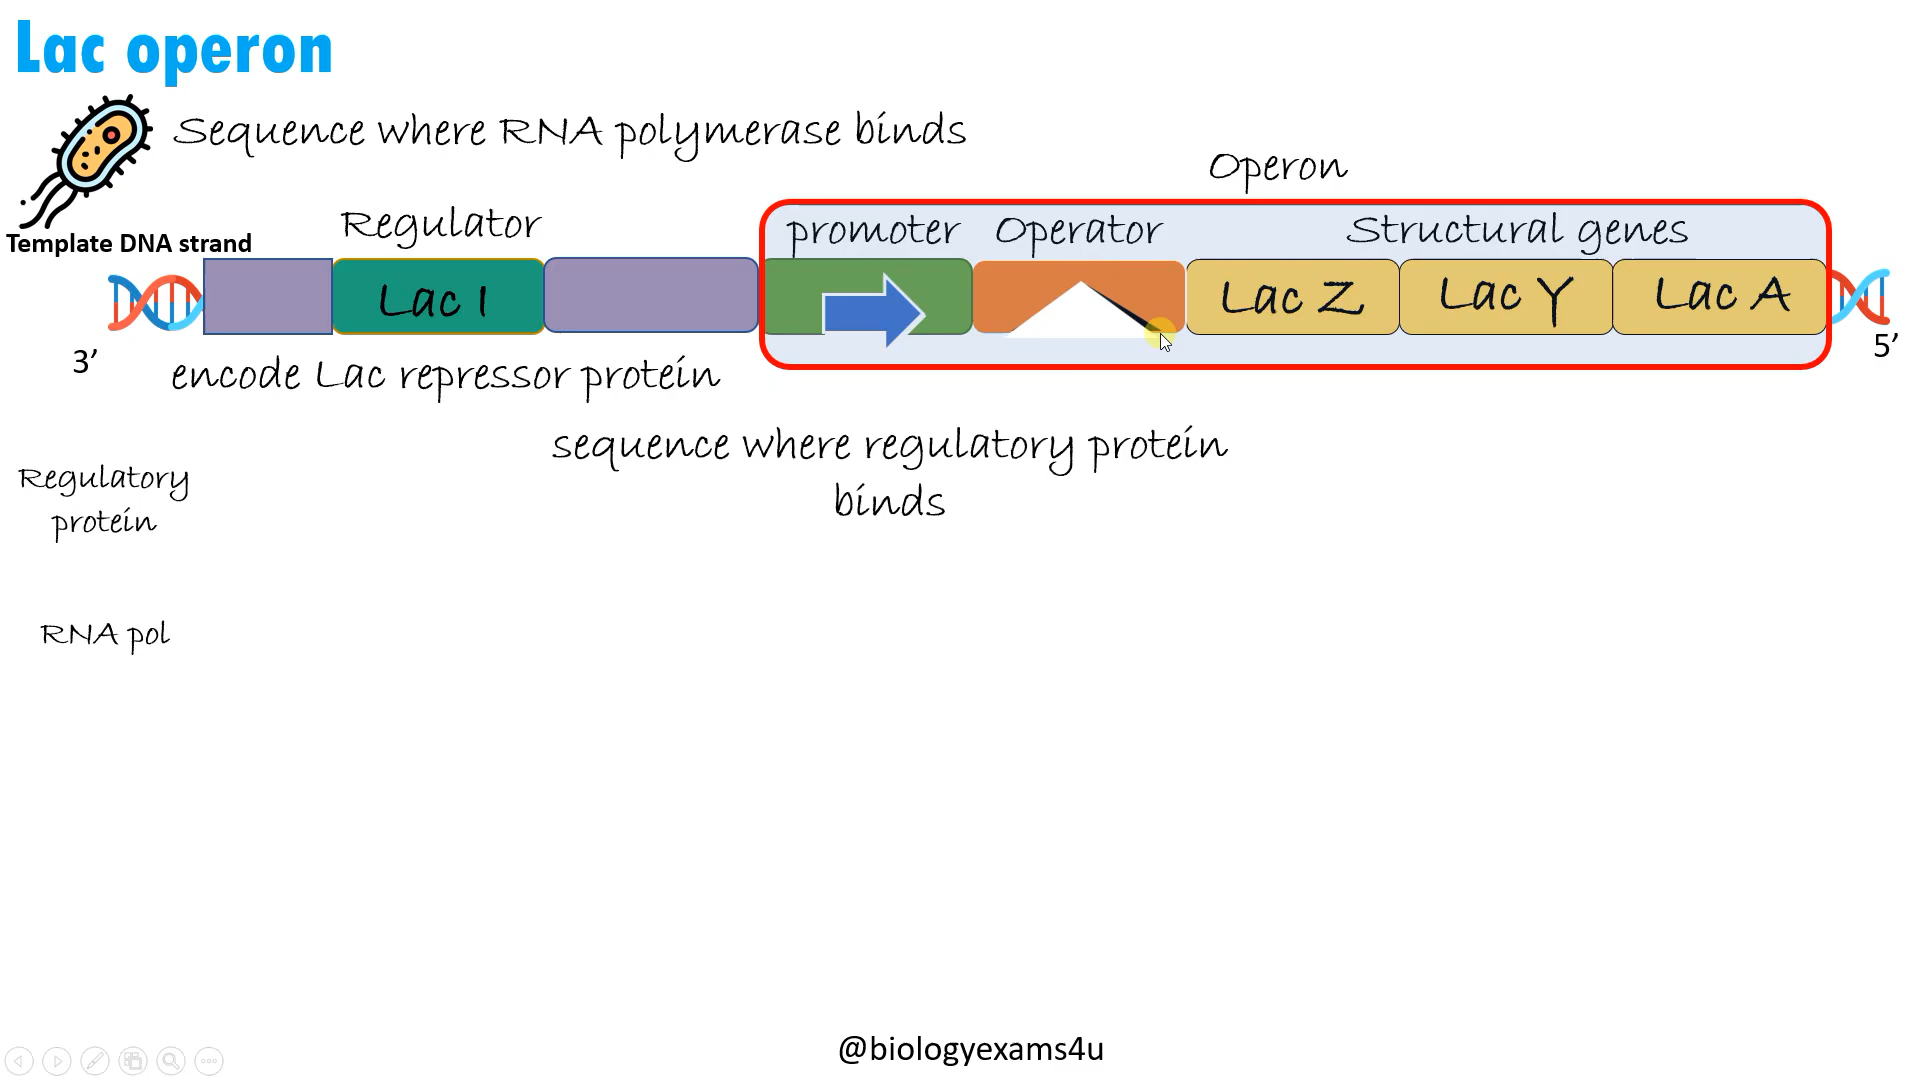 Lac operon
Sequence where RNA polymerase binds
Operon
Template DNA strand
Regulator
promoter
Operator
Structural genes
Lac I
Lac Z
Lac Y
Lac A
3’
5’
encode Lac repressor protein
sequence where regulatory protein
binds
Regulatory
protein
RNA pol
@biologyexams4u